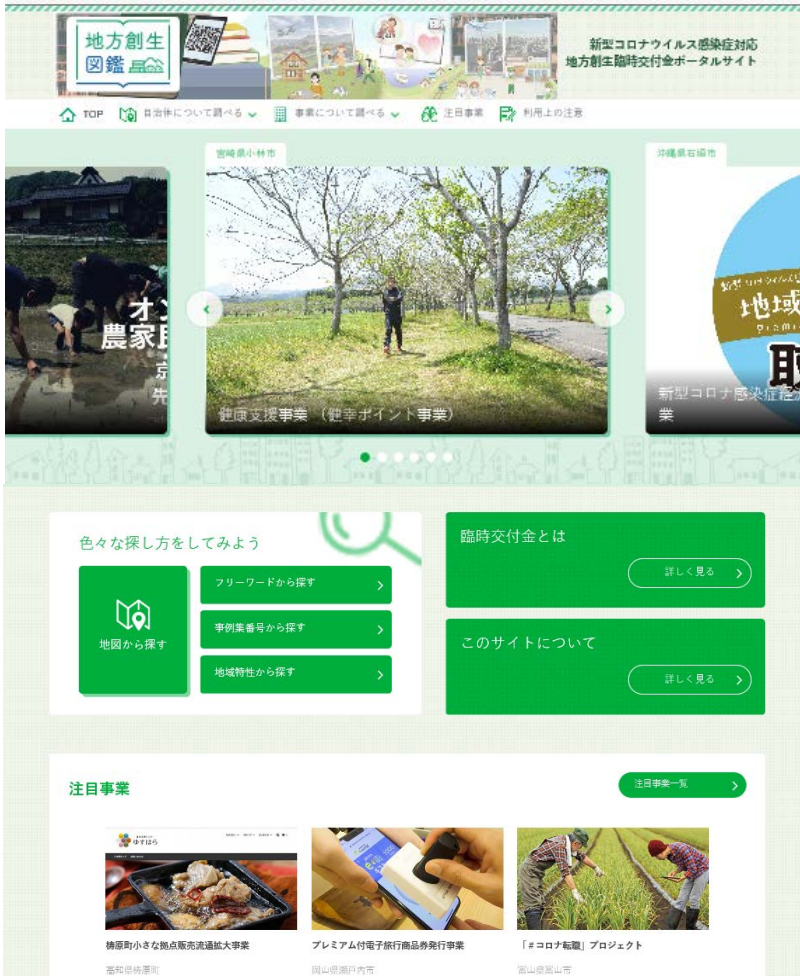 地方創生
図鑑
新型コロナウイルス感染症対応
地方創生臨時交付金ポータルサイト
TOP
自治体について調べる
事業について調べる
注目事業
利用上の注意
宮崎県小林市
沖縄県石垣市
オン
農家民
京
先
健康支援事業 (健幸ポイント事業)
地域
取
新型コロナ感染症経済
業
色々な探し方をしてみよう
地図から探す
フリーワードから探す
事例集番号から探す
地域特性から探す
臨時交付金とは
詳しく見る
このサイトについて
詳しく見る
注目事業
注目事業一覧
ゆすはら
梼原町小さな拠点販売流通拡大事業
高知県梼原町
プレミアム付電子旅行商品券発行事業
岡山県瀬戸内市
「#コロナ転職」プロジェクト
富山県富山市